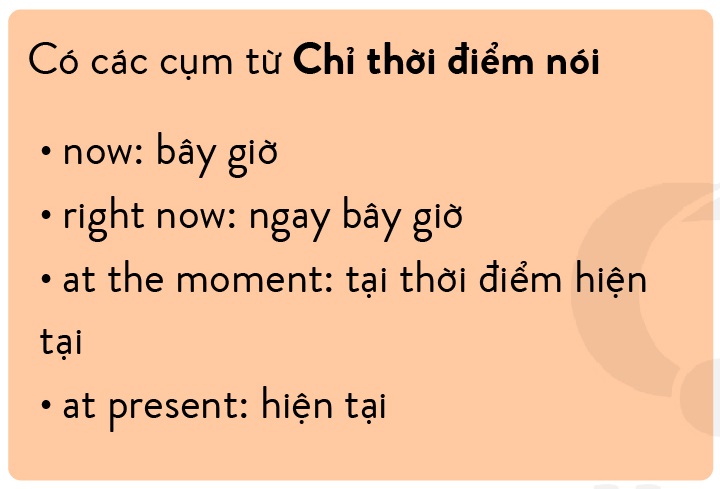 Có các cụm từ Chỉ thời điểm nói
• now: bây giờ
• right now: ngay bây giờ
• at the moment: tại thời điểm hiện
tại
• at present: hiện tại